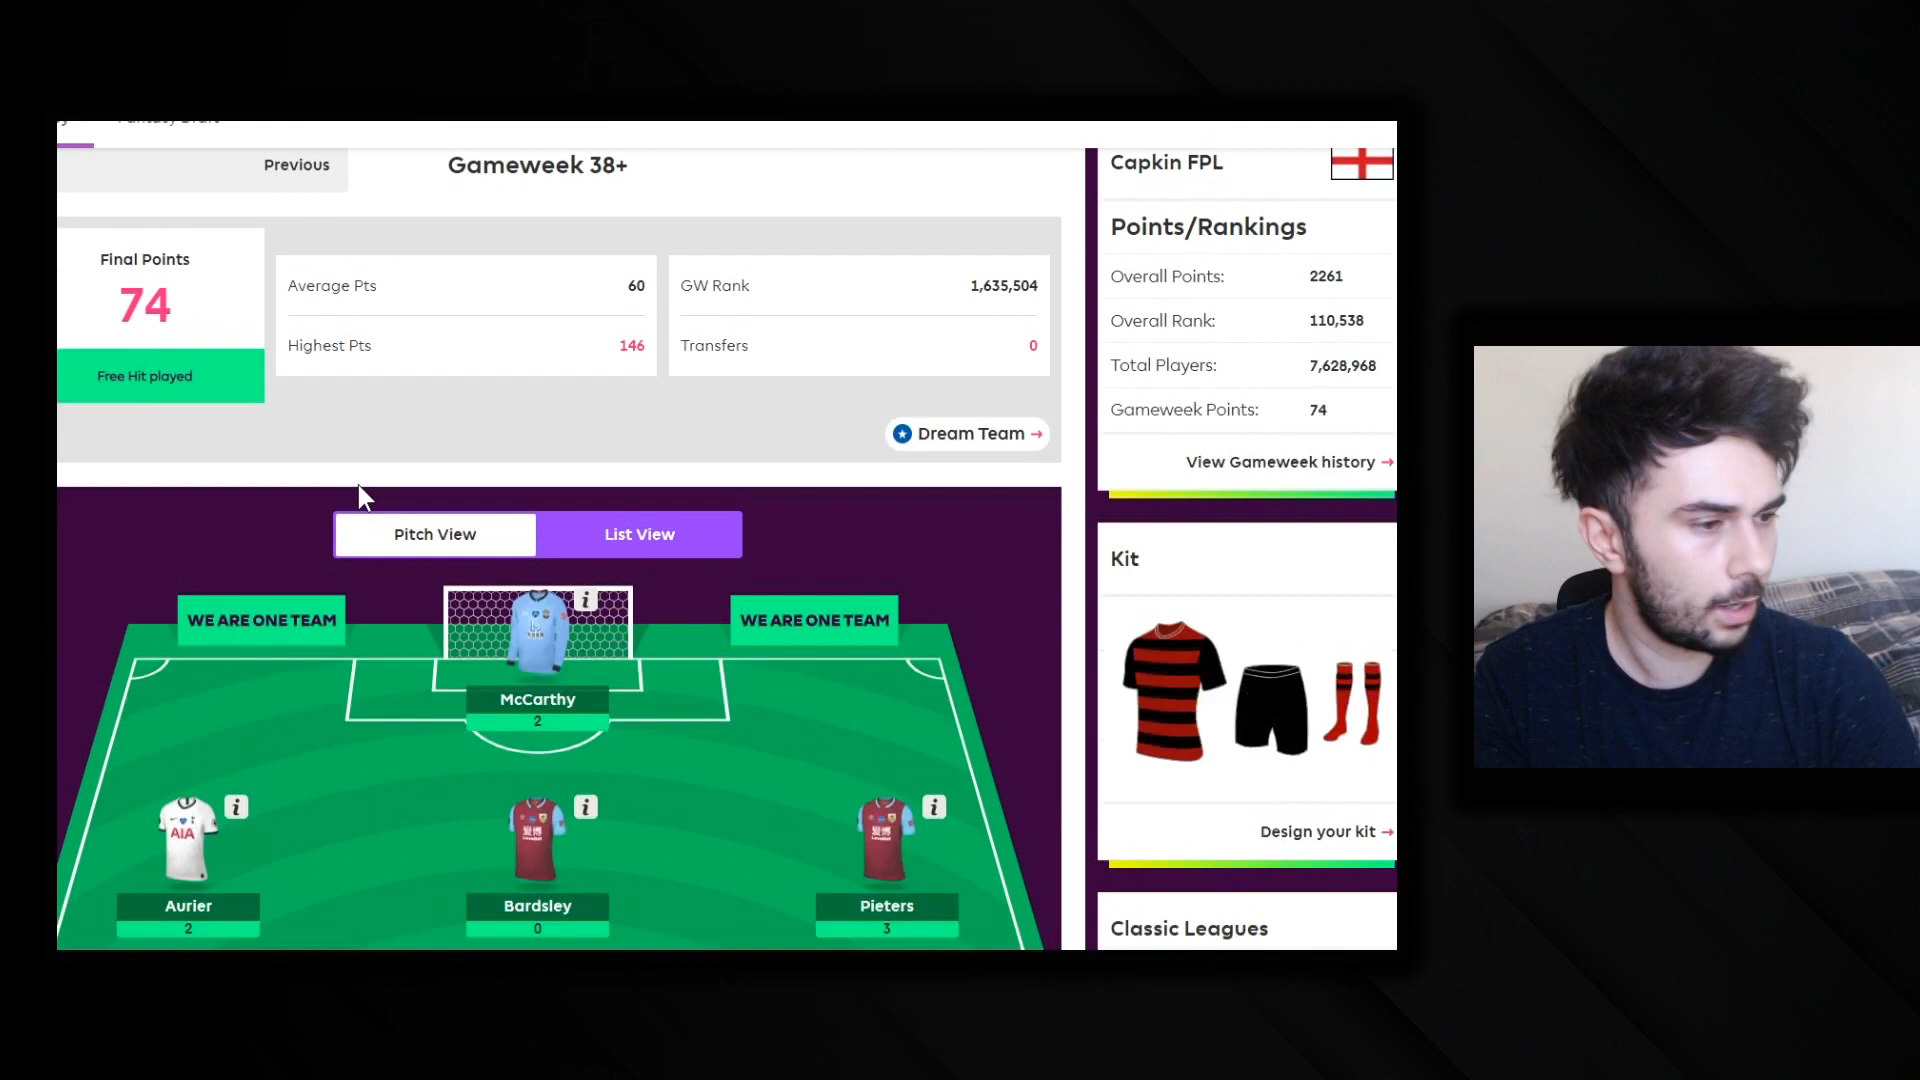 Previous
Gameweek 38+
Capkin FPL
Final Points
74
Free Hit played
Average Pts 60
Highest Pts 146
GW Rank 1,635,504
Transfers 0
Dream Team →
Points/Rankings
Overall Points: 2261
Overall Rank: 110,538
Total Players: 7,628,968
Gameweek Points: 74
View Gameweek history →
Pitch View
List View
WE ARE ONE TEAM
WE ARE ONE TEAM
McCarthy
2
AIA
Aurier
2
Bardsley
0
Pieters
3
Kit
Design your kit →
Classic Leagues